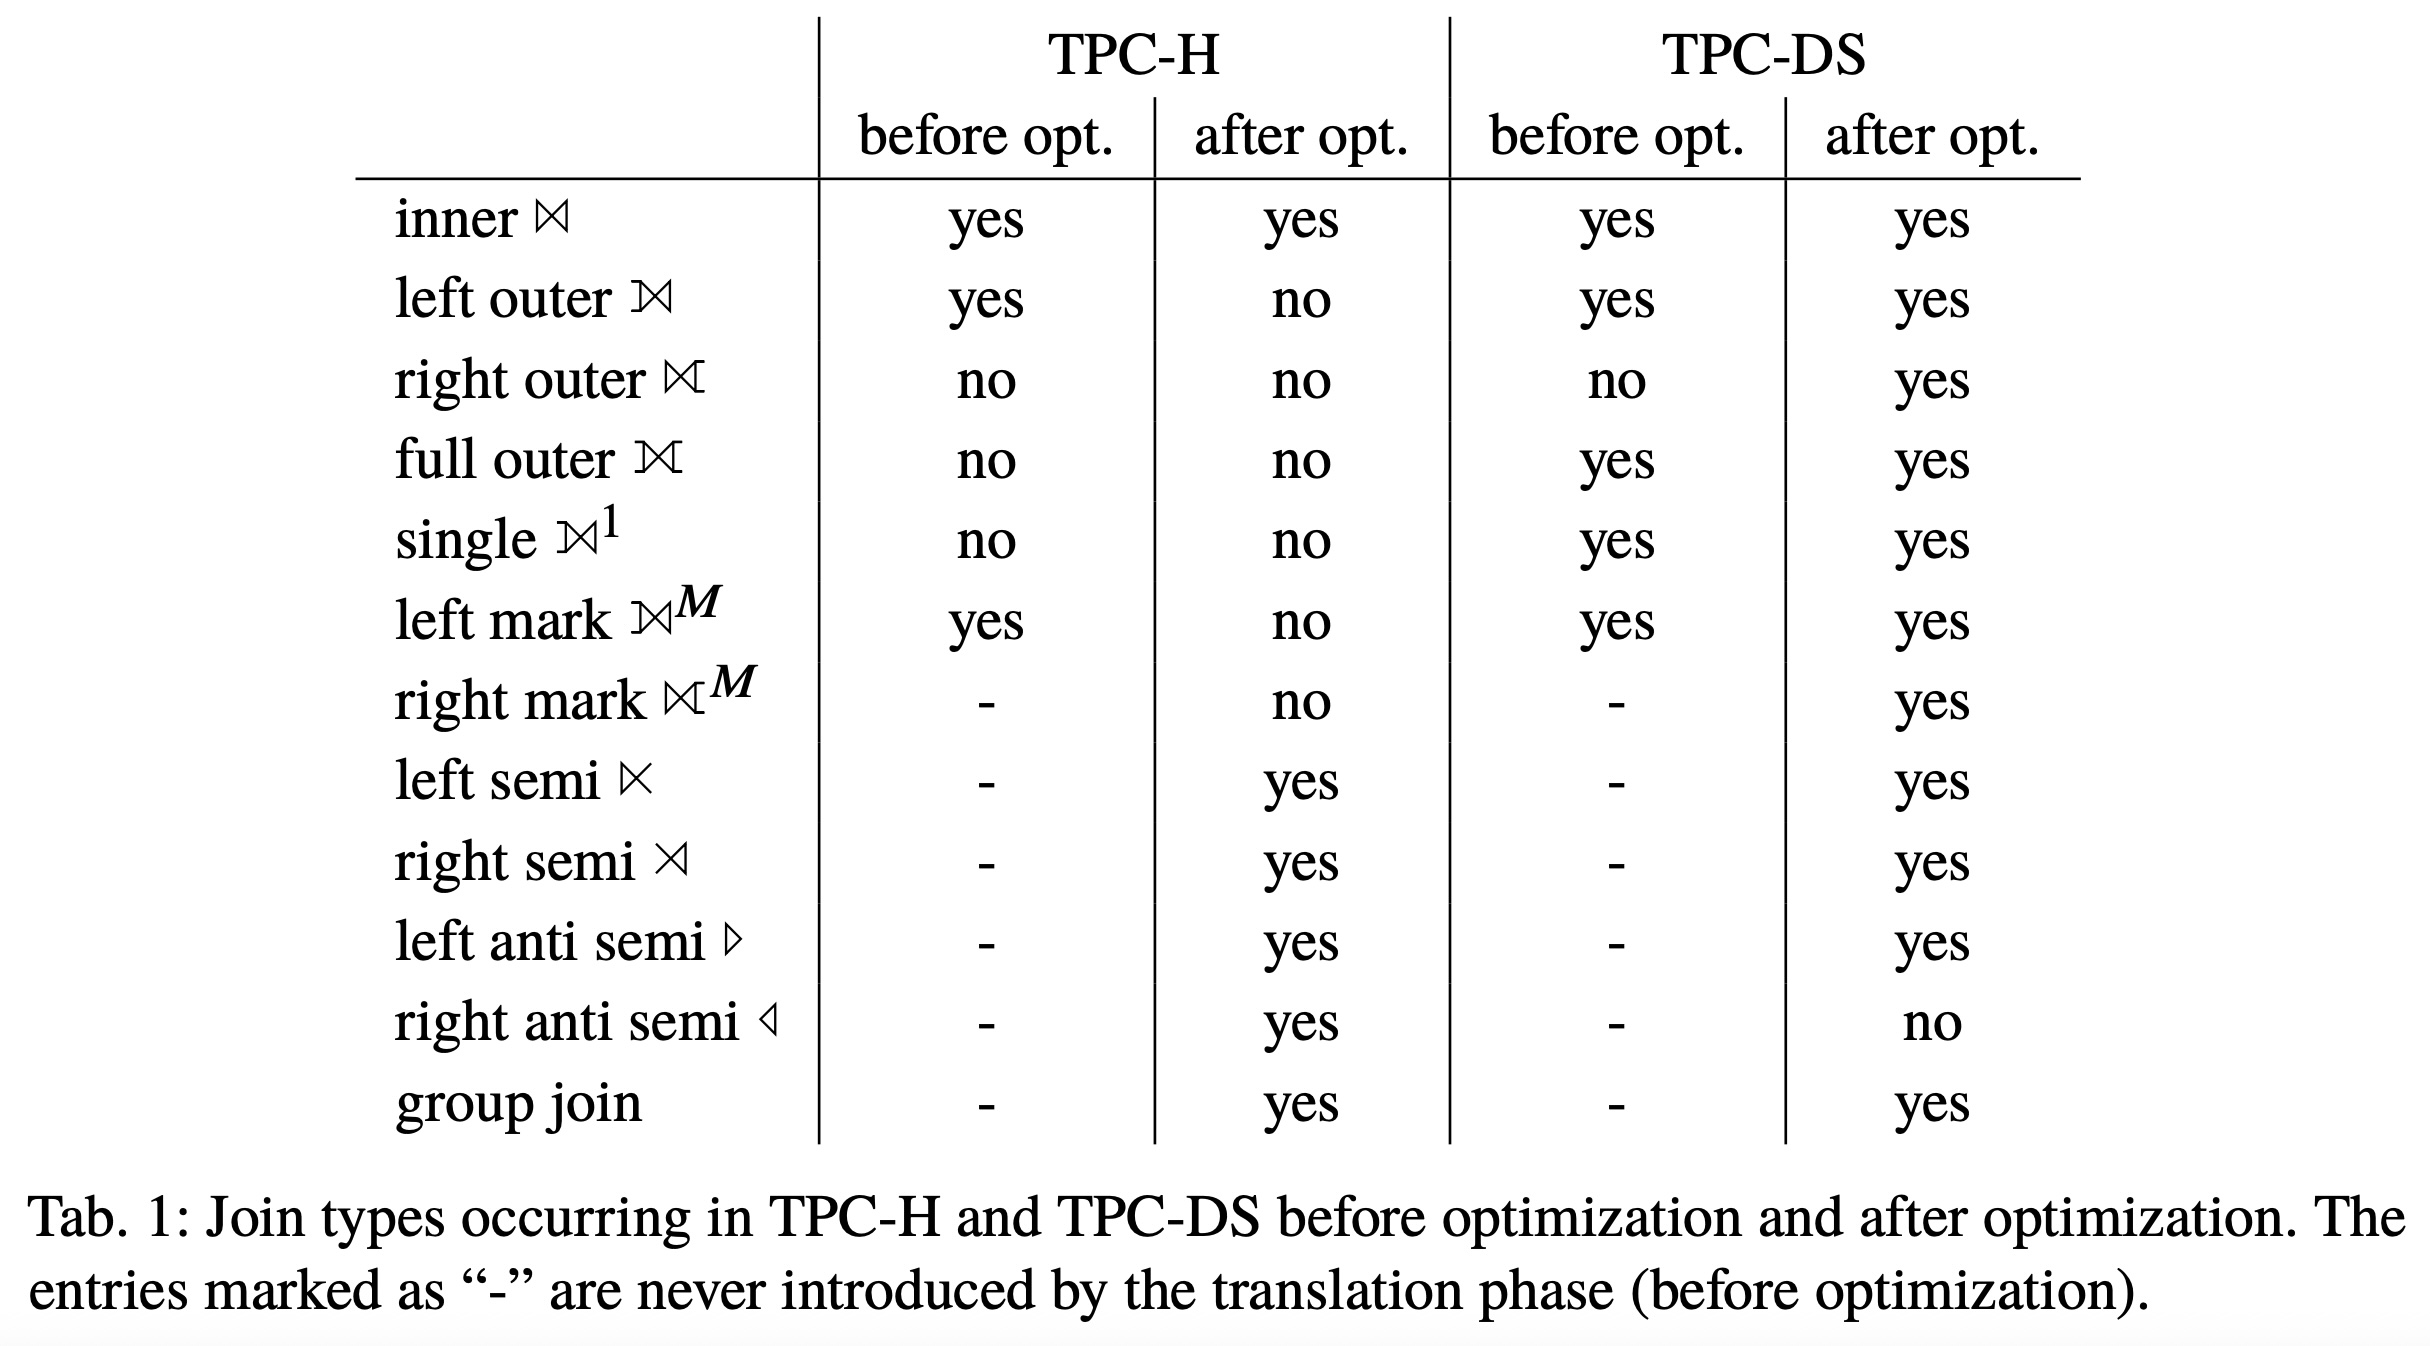 TPC-H TPC-DS
before opt. after opt. before opt. after opt.
inner ⋈ yes yes yes yes
left outer ⟕ yes no yes yes
right outer ⟖ no no no yes
full outer ⟗ no no yes yes
single ⟕1 no no yes yes
left mark ⟕M yes no yes yes
right mark ⟖M - no - yes
left semi ⋉ - yes - yes
right semi ⋊ - yes - yes
left anti semi ▷ - yes - yes
right anti semi ◁ - yes - no
group join - yes - yes
Tab. 1: Join types occurring in TPC-H and TPC-DS before optimization and after optimization. The
entries marked as “-” are never introduced by the translation phase (before optimization).